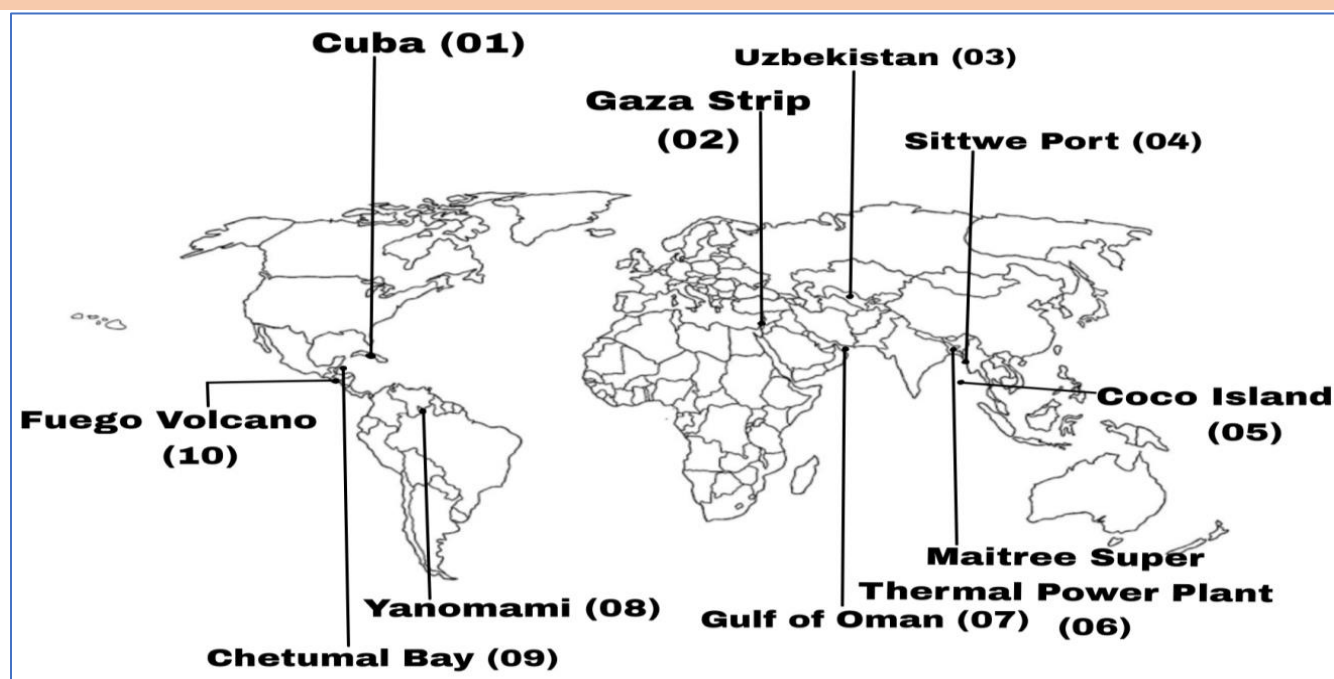 Cuba (01)
Uzbekistan (03)
Gaza Strip
(02)
Sittwe Port (04)
Coco Island
(05)
Fuego Volcano
(10)
Maitree Super
Thermal Power Plant
(06)
Yanomami (08)
Gulf of Oman (07)
Chetumal Bay (09)